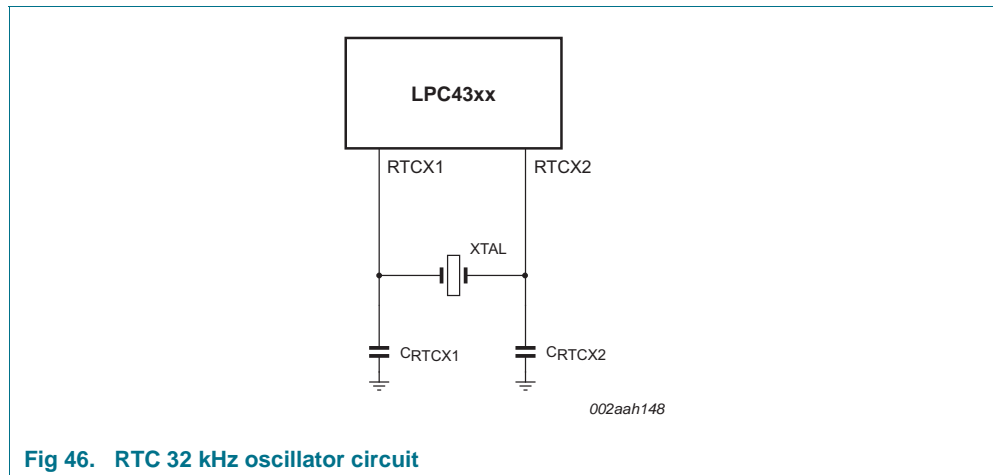 LPC43xx
RTCX1
RTCX2
XTAL
CRTCX1
CRTCX2
002aah148
Fig 46. RTC 32 kHz oscillator circuit